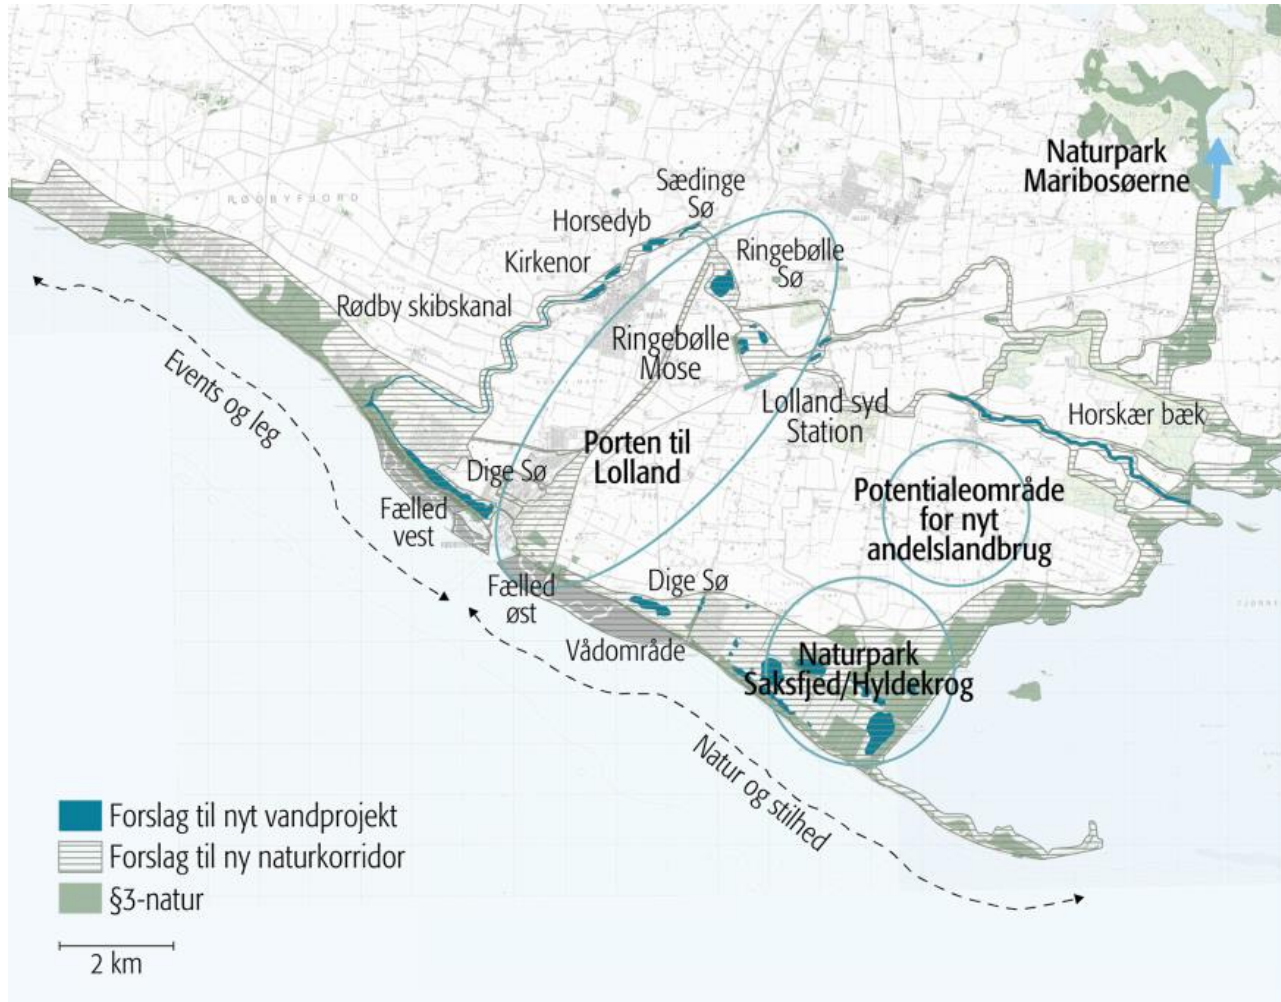 Naturpark
Maribosøerne
RØDBYFJORD
Sædinge
Sø
Horsedyb
Ringebølle
Sø
Kirkenor
Rødby skibskanal
Ringebølle
Mose
Events og leg
Lolland syd
Station
Horskær bæk
Porten til
Lolland
Dige Sø
Potentialeområde
for nyt
andelslandbrug
Fælled
vest
Fælled
øst
Dige Sø
Vådområde
Naturpark
Saksfjed/Hyldekrog
Natur og stilhed
Forslag til nyt vandprojekt
Forslag til ny naturkorridor
§3-natur
2 km